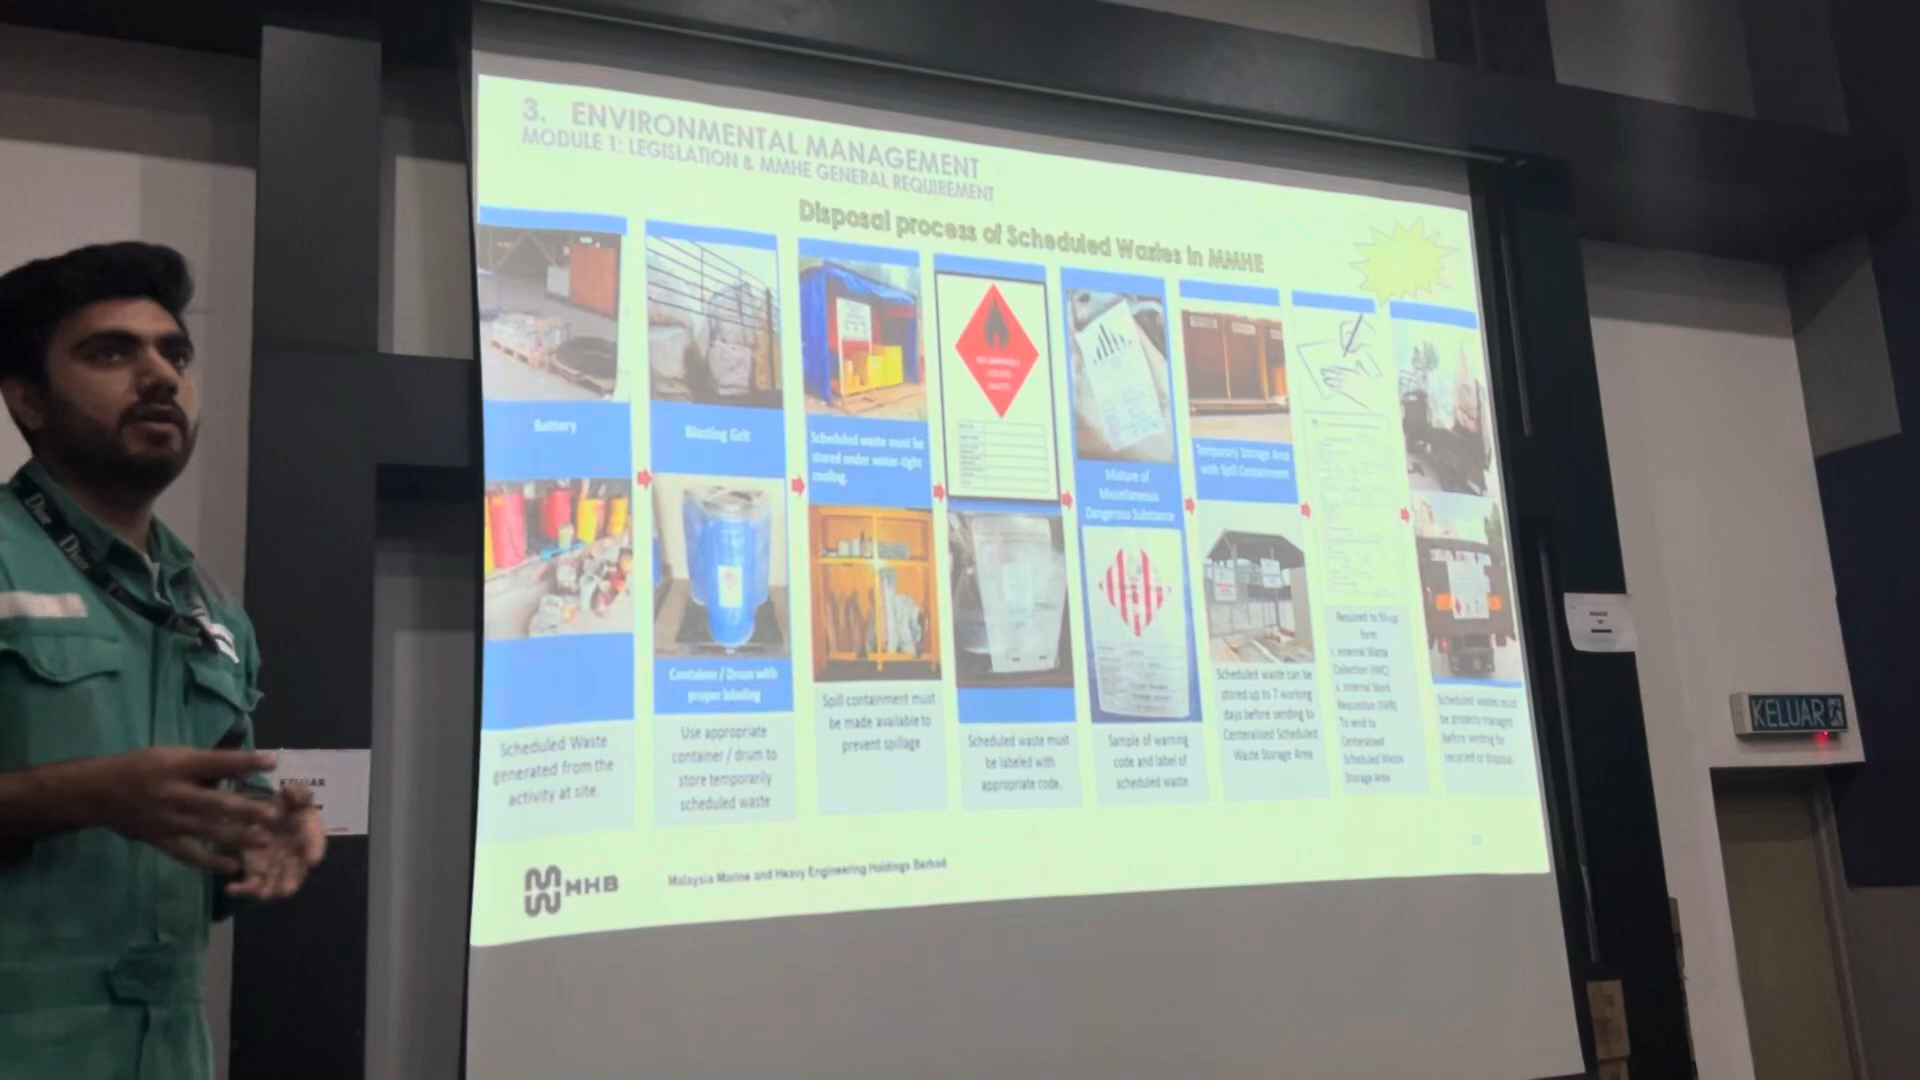 3. ENVIRONMENTAL MANAGEMENT
MODULE 1: LEGISLATION & MMHE GENERAL REQUIREMENT
Disposal process of Scheduled Wastes in MMHE
Battery
Scheduled Waste
generated from the
activity at site.
Blasting Grit
Container / Drum with
proper labeling
Use appropriate
container / drum to
store temporarily
scheduled waste
Scheduled waste must be
stored under water-tight
Spill containment must
be made available to
prevent spillage
Scheduled waste must
be labeled with
appropriate code.
Mixture of
Miscellaneous
Dangerous Substance
Sample of warning
code and label of
scheduled waste
Temporary Storage Area
with Spill Containment
Scheduled waste can be
stored up to 7 working
days before sending to
Centralised Scheduled
Waste Storage Area
Required to fill-up
form
i. Internal Waste
Collection (IWC)
ii. Internal Work
Requisition (IWR)
To send to
Centralised
Scheduled Waste
Storage Area
Scheduled wastes must
be properly managed
before sending to
recycled or disposal.
MHB
Malaysia Marine and Heavy Engineering Holdings Berhad
Dior
Dior
KELUAR
KELUAR